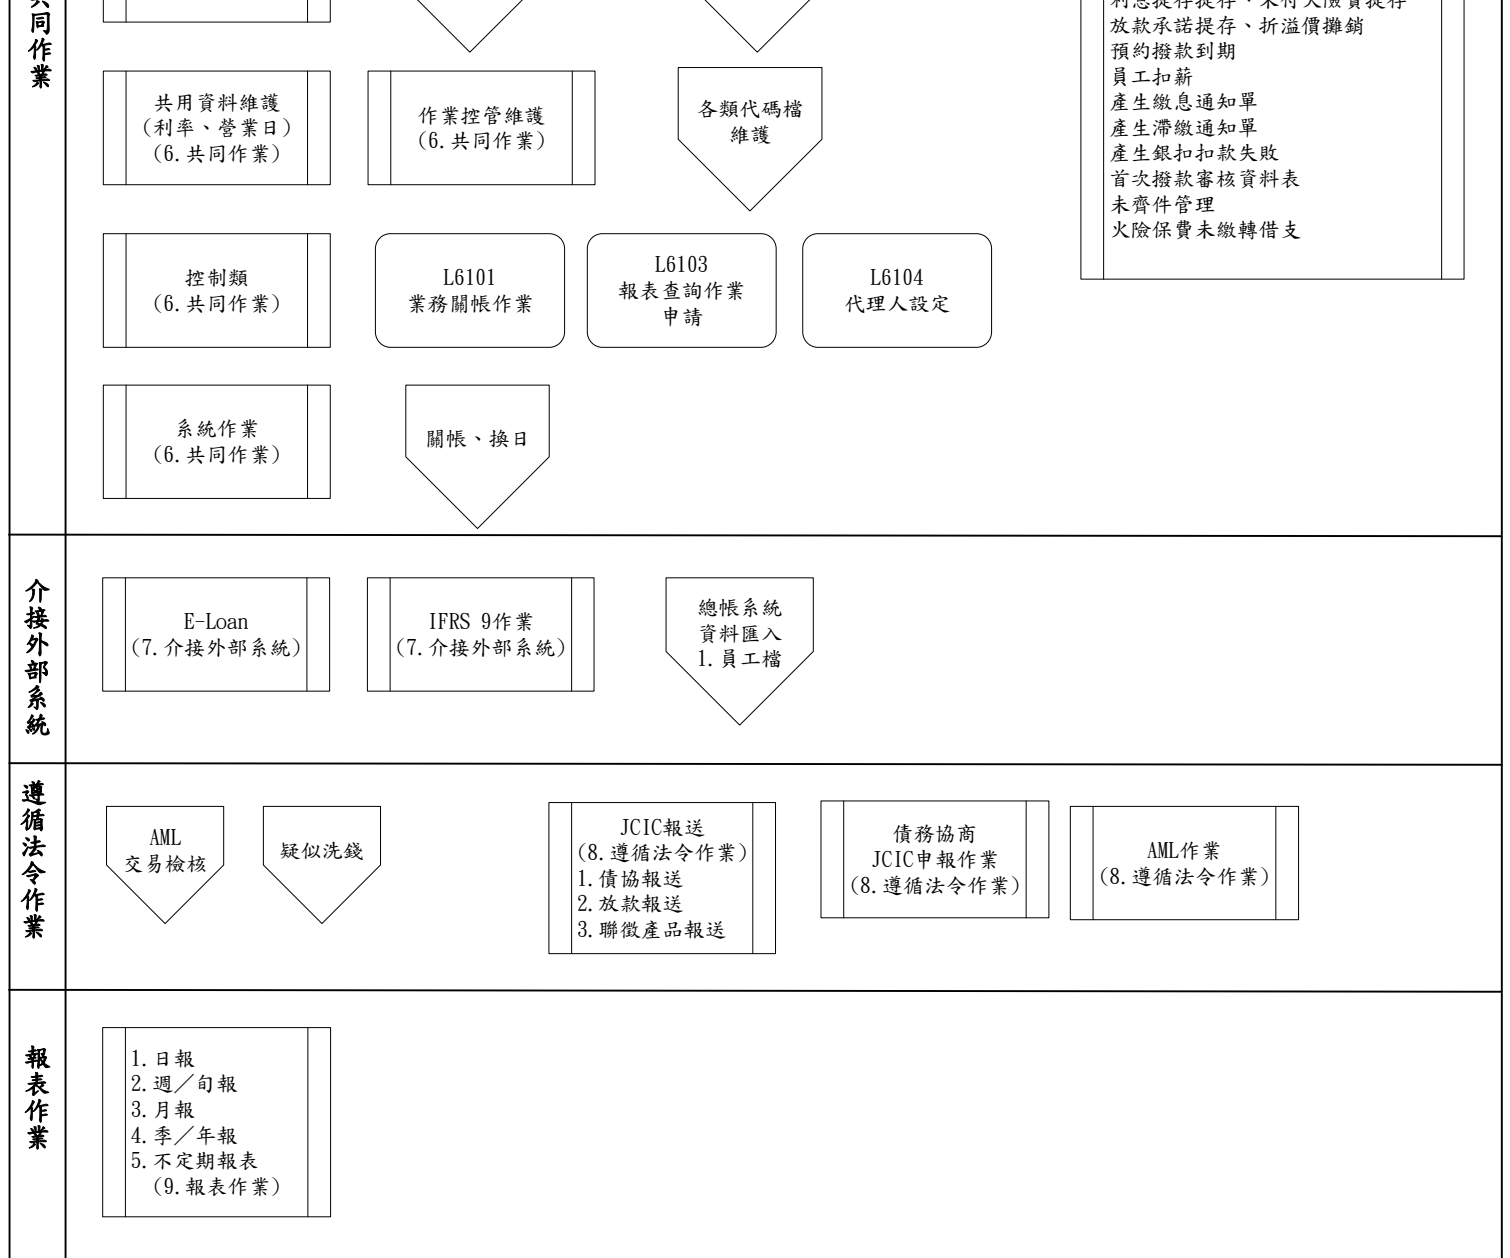 共同作業
利息提存提存、未付火險費提存
放款承諾提存、折溢價攤銷
預約撥款到期
員工扣薪
產生繳息通知單
產生滯繳通知單
產生銀扣扣款失敗
首次撥款審核資料表
未齊件管理
火險保費未繳轉借支
共用資料維護
(利率、營業日)
(6.共同作業)
作業控管維護
(6.共同作業)
各類代碼檔
維護
控制類
(6.共同作業)
L6101
業務關帳作業
L6103
報表查詢作業
申請
L6104
代理人設定
系統作業
(6.共同作業)
關帳、換日
介接外部系統
E-Loan
(7.介接外部系統)
IFRS 9作業
(7.介接外部系統)
總帳系統
資料匯入
1.員工檔
遵循法令作業
AML
交易檢核
疑似洗錢
JCIC報送
(8.遵循法令作業)
1.債協報送
2.放款報送
3.聯徵產品報送
債務協商
JCIC申報作業
(8.遵循法令作業)
AML作業
(8.遵循法令作業)
報表作業
1.日報
2.週／旬報
3.月報
4.季／年報
5.不定期報表
(9.報表作業)